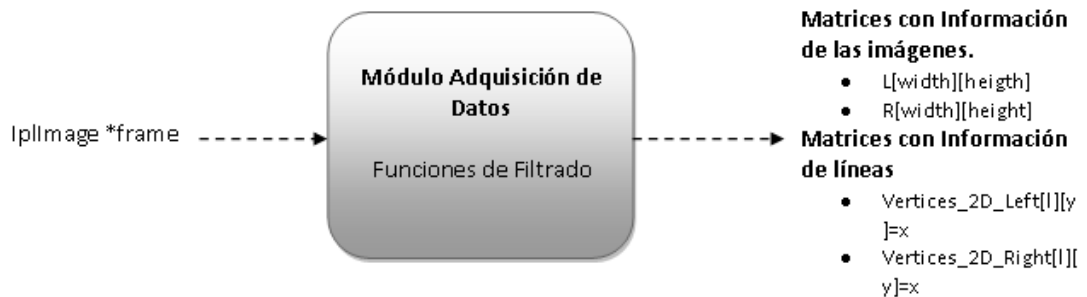 IplImage *frame
Módulo Adquisición de
Datos
Funciones de Filtrado
Matrices con Información
de las imágenes.
● L[width][heigth]
● R[width][height]
Matrices con Información
de líneas
● Vertices_2D_Left[l][y
]=x
● Vertices_2D_Right[l][
y]=x